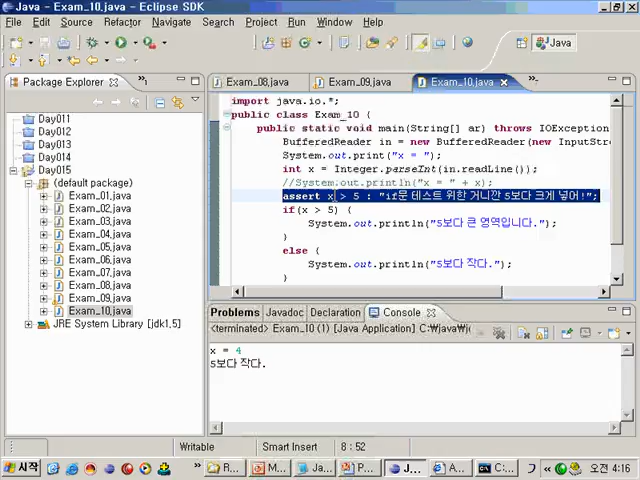 Java - Exam_10.java - Eclipse SDK
File Edit Source Refactor Navigate Search Project Run Window Help
Java
Package Explorer
Exam_08.java Exam_09.java Exam_10.java
Day011
Day012
Day013
Day014
Day015
(default package)
Exam_01.java
Exam_02.java
Exam_03.java
Exam_04.java
Exam_05.java
Exam_06.java
Exam_07.java
Exam_08.java
Exam_09.java
Exam_10.java
JRE System Library [jdk1.5]
import java.io.*;
public class Exam_10 {
public static void main(String[] ar) throws IOException
BufferedReader in = new BufferedReader(new InputStr
System.out.print("x = ");
int x = Integer.parseInt(in.readLine());
//System.out.println("x = " + x);
assert x > 5 : "if문 테스트 위한 거니깐 5보다 크게 넣어!";
if(x > 5) {
System.out.println("5보다 큰 영역입니다.");
}
else {
System.out.println("5보다 작다.");
}
Problems Javadoc Declaration Console
<terminated> Exam_10 (1) [Java Application] C:\java\j
x = 4
5보다 작다.
Writable Smart Insert 8 : 52
시작 R... M... Ja... P... J... A... C:... 오후 4:16